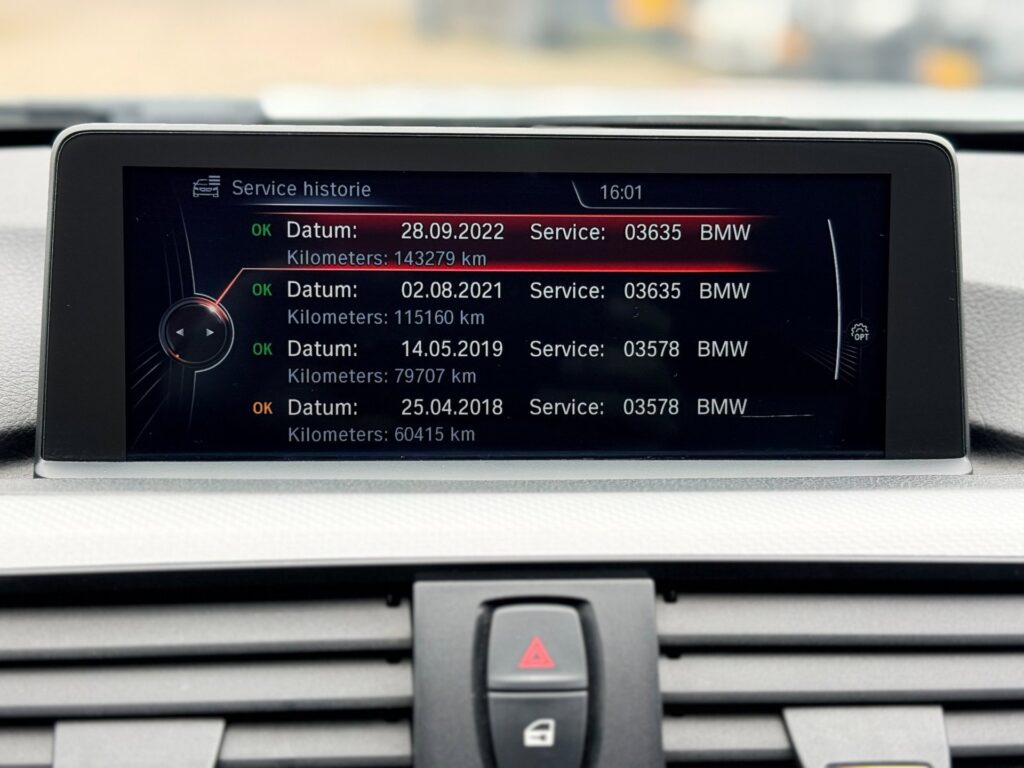 Service historie 16:01
OK Datum: 28.09.2022 Service: 03635 BMW
Kilometers: 143279 km
OK Datum: 02.08.2021 Service: 03635 BMW
Kilometers: 115160 km
OK Datum: 14.05.2019 Service: 03578 BMW
Kilometers: 79707 km
OPT
OK Datum: 25.04.2018 Service: 03578 BMW
Kilometers: 60415 km